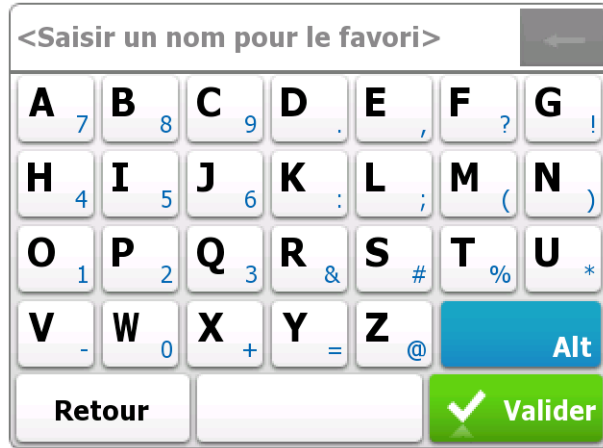 <Saisir un nom pour le favori>
A 7 B 8 C 9 D . E , F ? G !
H 4 I 5 J 6 K : L ; M ( N )
O 1 P 2 Q 3 R & S # T % U *
V - W 0 X + Y = Z @ Alt
Retour Valider